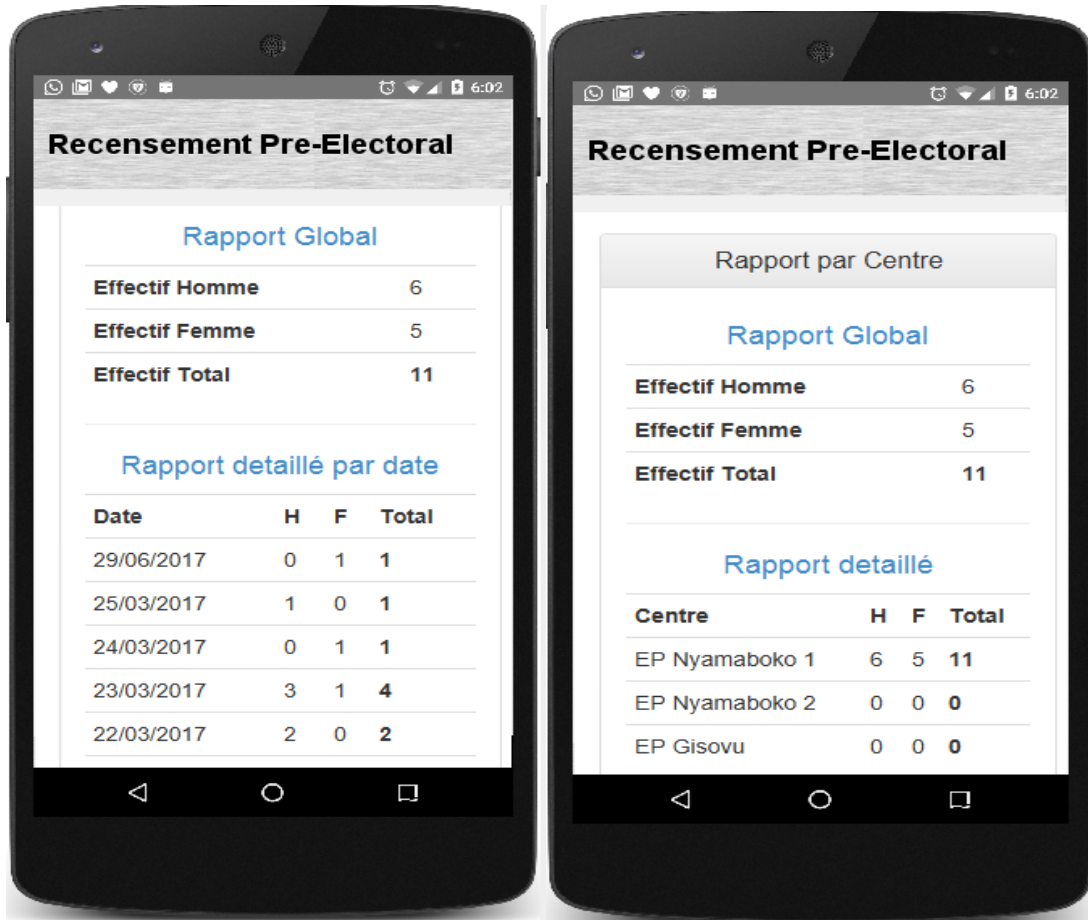 6:02
Recensement Pre-Electoral
Rapport Global
Effectif Homme 6
Effectif Femme 5
Effectif Total 11
Rapport detaillé par date
Date H F Total
29/06/2017 0 1 1
25/03/2017 1 0 1
24/03/2017 0 1 1
23/03/2017 3 1 4
22/03/2017 2 0 2
6:02
Recensement Pre-Electoral
Rapport par Centre
Rapport Global
Effectif Homme 6
Effectif Femme 5
Effectif Total 11
Rapport detaillé
Centre H F Total
EP Nyamaboko 1 6 5 11
EP Nyamaboko 2 0 0 0
EP Gisovu 0 0 0